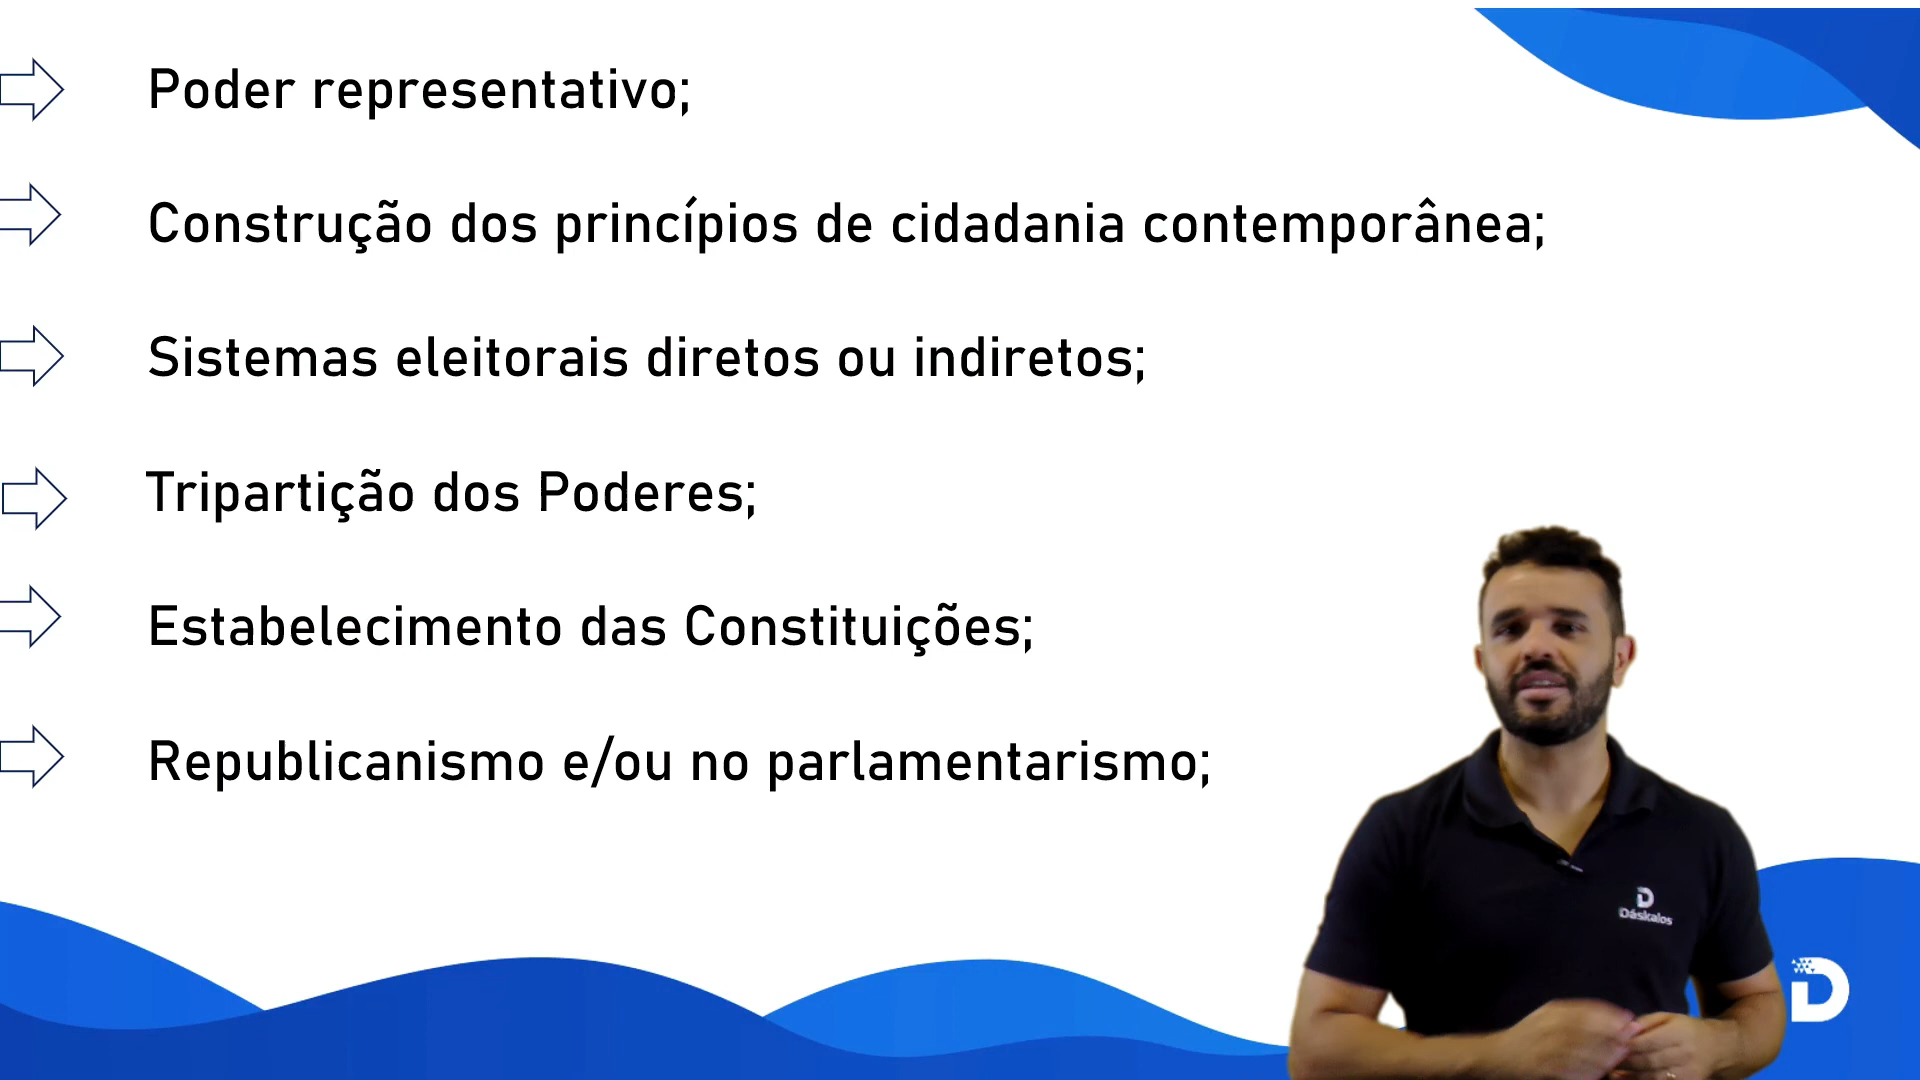 Poder representativo;
Construção dos princípios de cidadania contemporânea;
Sistemas eleitorais diretos ou indiretos;
Tripartição dos Poderes;
Estabelecimento das Constituições;
Republicanismo e/ou no parlamentarismo;
Dáskalos